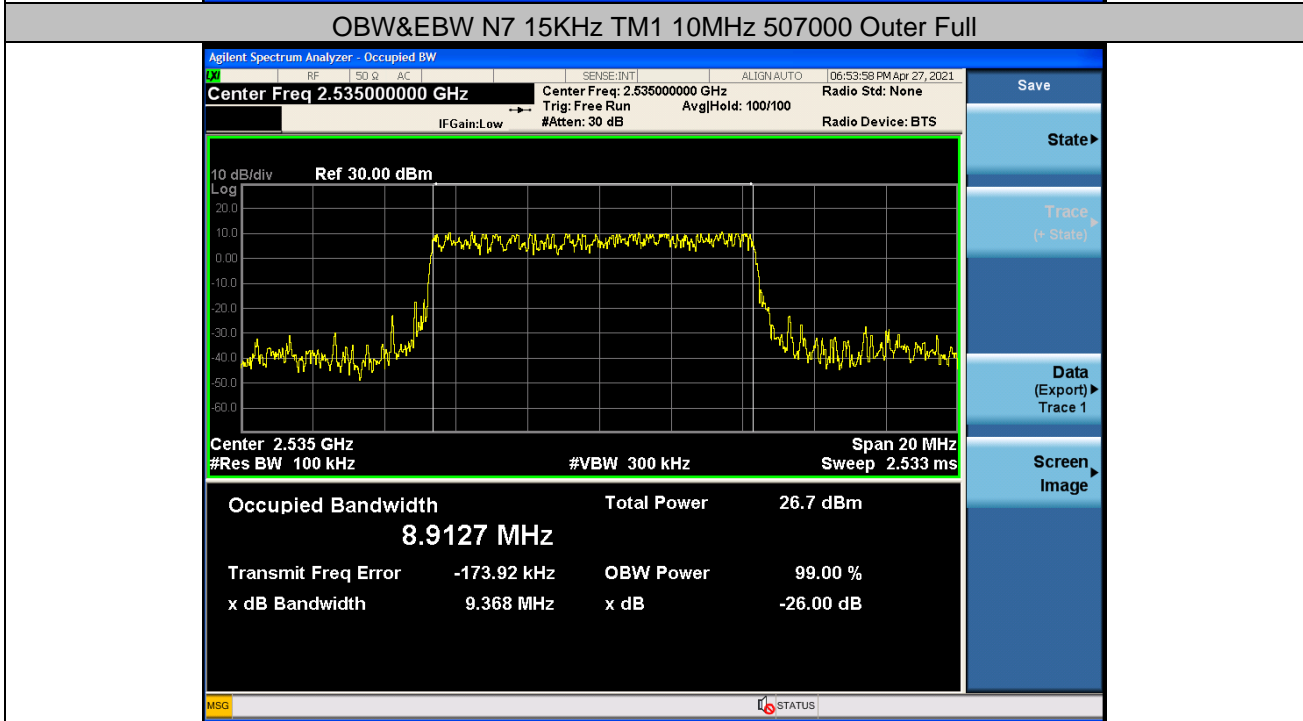 OBW&EBW N7 15KHz TM1 10MHz 507000 Outer Full
Agilent Spectrum Analyzer - Occupied BW
LXI RF 50 Ω AC SENSE:INT ALIGN AUTO 06:53:58 PM Apr 27, 2021
Center Freq 2.535000000 GHz Center Freq: 2.535000000 GHz Radio Std: None
Trig: Free Run Avg|Hold: 100/100
IFGain:Low #Atten: 30 dB Radio Device: BTS
10 dB/div Ref 30.00 dBm
Log
20.0
10.0
0.00
-10.0
-20.0
-30.0
-40.0
-50.0
-60.0
Center 2.535 GHz Span 20 MHz
#Res BW 100 kHz #VBW 300 kHz Sweep 2.533 ms
Occupied Bandwidth Total Power 26.7 dBm
8.9127 MHz
Transmit Freq Error -173.92 kHz OBW Power 99.00 %
x dB Bandwidth 9.368 MHz x dB -26.00 dB
Save
State
Trace
(+ State)
Data
(Export)
Trace 1
Screen
Image
MSG STATUS